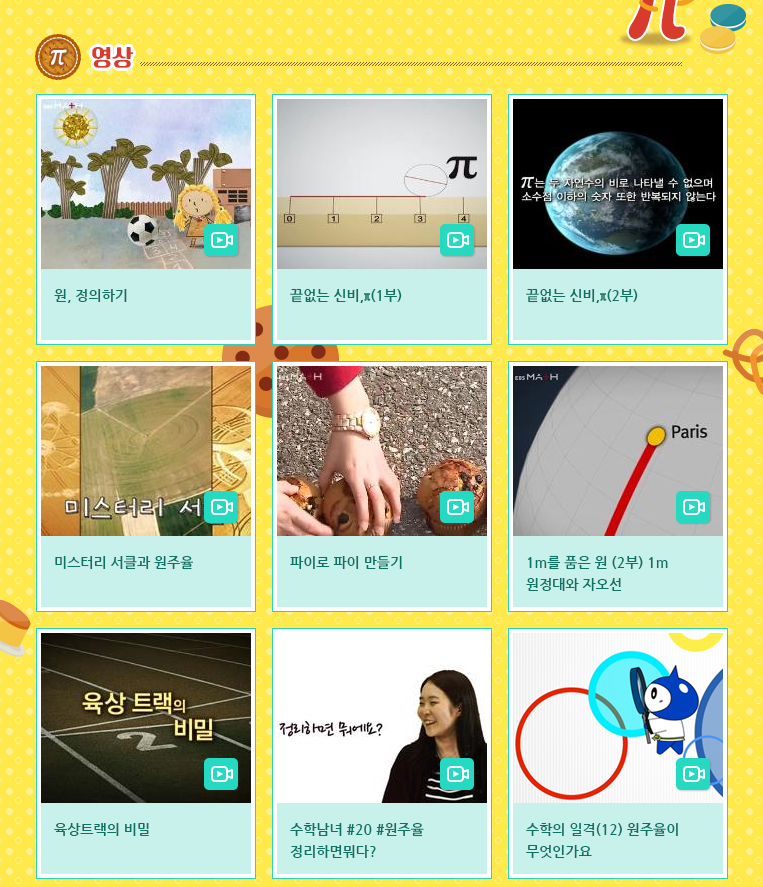 π 영상
EBS MATH
π
0 1 2 3 4
π는 두 자연수의 비로 나타낼 수 없으며
소수점 이하의 숫자 또한 반복되지 않는다
원, 정의하기
끝없는 신비,π(1부)
끝없는 신비,π(2부)
미스터리 서
EBS MATH
EBS MATH
Paris
미스터리 서클과 원주율
파이로 파이 만들기
1m를 품은 원 (2부) 1m
원경대와 자오선
육상 트랙의
비밀
2
정리하면 뭐에요?
육상트랙의 비밀
수학남녀 #20 #원주율
정리하면뭐다?
수학의 일격(12) 원주율이
무엇인가요